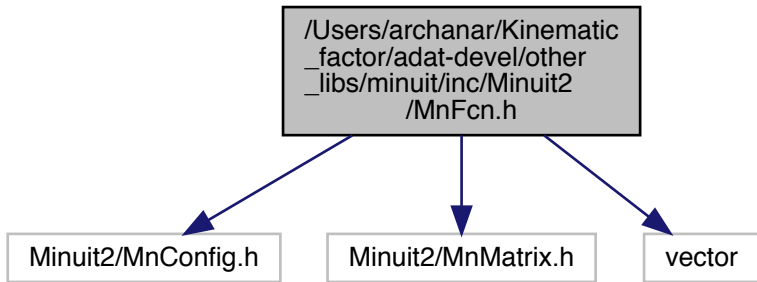 /Users/archanar/Kinematic
_factor/adat-devel/other
_libs/minuit/inc/Minuit2
/MnFcn.h
Minuit2/MnConfig.h
Minuit2/MnMatrix.h
vector